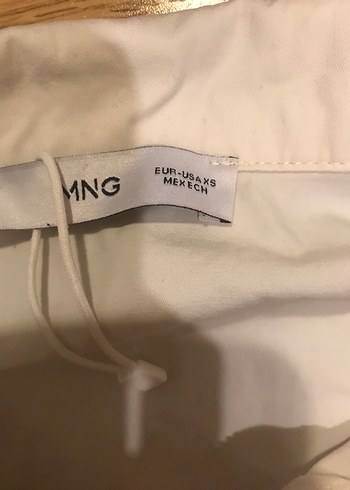 MNG
EUR-USA XS
MEX ECH